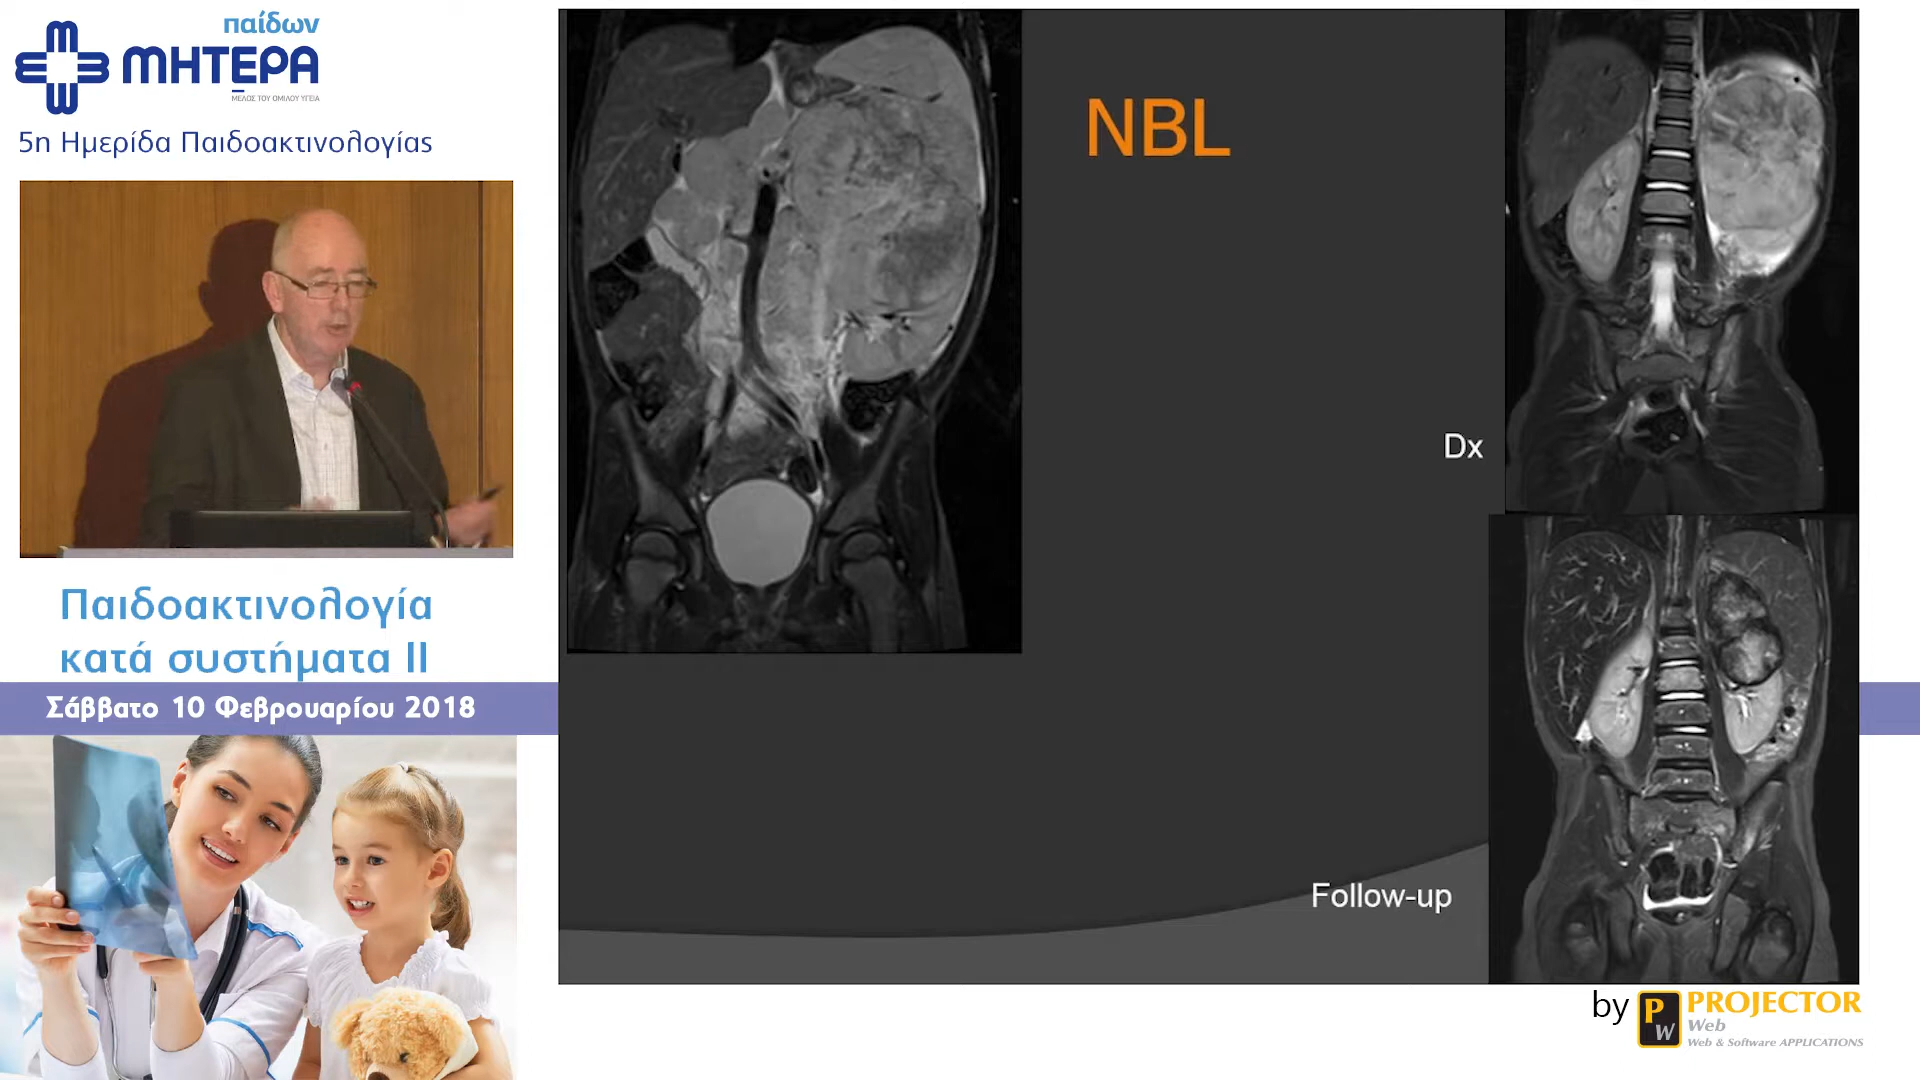 παίδων
ΜΗΤΕΡΑ
ΜΕΛΟΣ ΤΟΥ ΟΜΙΛΟΥ ΥΓΕΙΑ
5η Ημερίδα Παιδοακτινολογίας
Παιδοακτινολογία
κατά συστήματα ΙΙ
Σάββατο 10 Φεβρουαρίου 2018
NBL
Dx
Follow-up
by PW PROJECTOR
Web
Web & Software APPLICATIONS